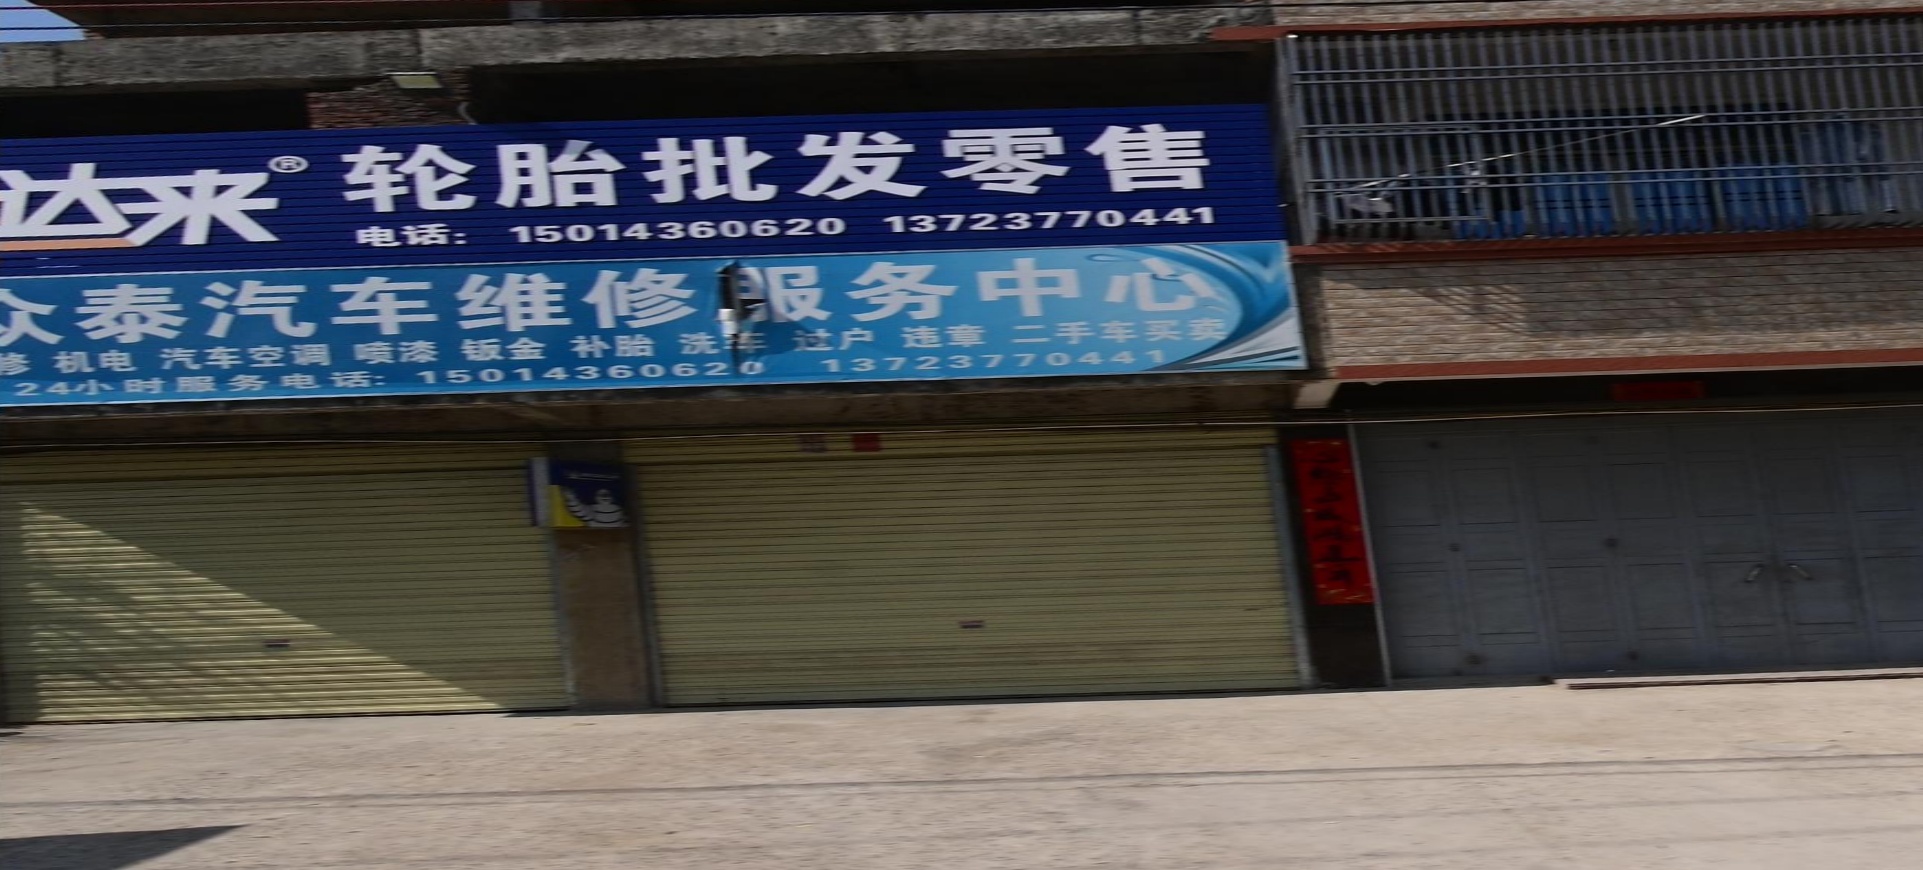 达来® 轮胎批发零售
电话: 15014360620 13723770441
众泰汽车维修服务中心
修 机电 汽车空调 喷漆 钣金 补胎 洗车 过户 违章 二手车买卖
24小时服务电话: 15014360620 13723770441